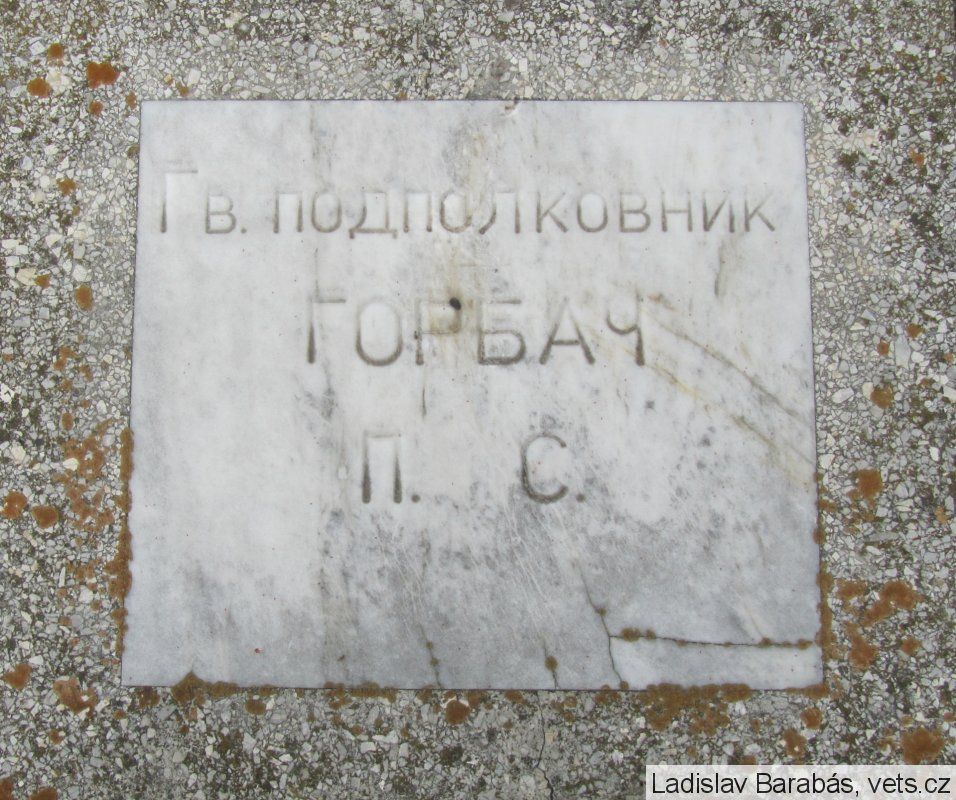 Гв. подполковник
ГОРБАЧ
П. С.
Ladislav Barabás, vets.cz